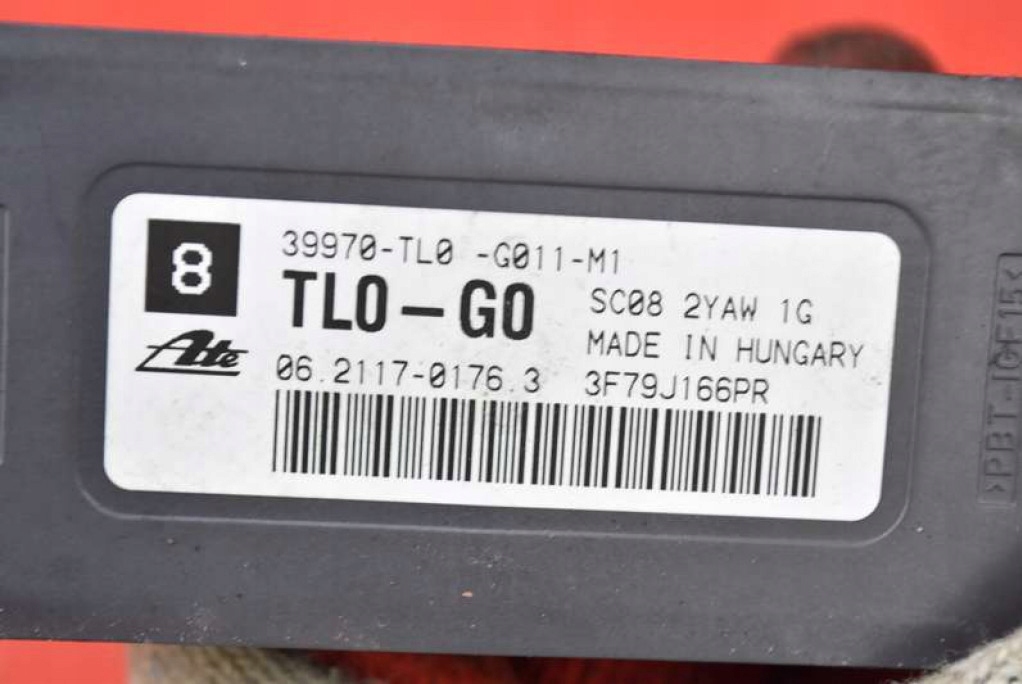 8
39970-TL0 -G011-M1
TL0-G0
SC08 2YAW 1G
MADE IN HUNGARY
Ate
06.2117-0176.3 3F79J166PR
>PBT-IGF15<